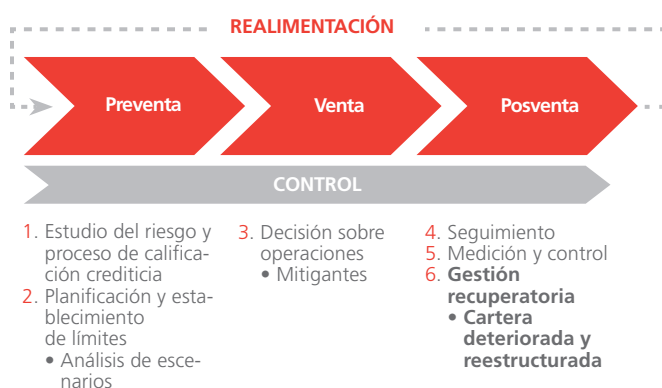 REALIMENTACIÓN
Preventa
Venta
Posventa
CONTROL
1. Estudio del riesgo y
proceso de califica-
ción crediticia
2. Planificación y esta-
blecimiento
de límites
• Análisis de esce-
narios
3. Decisión sobre
operaciones
• Mitigantes
4. Seguimiento
5. Medición y control
6. Gestión
recuperatoria
• Cartera
deteriorada y
reestructurada